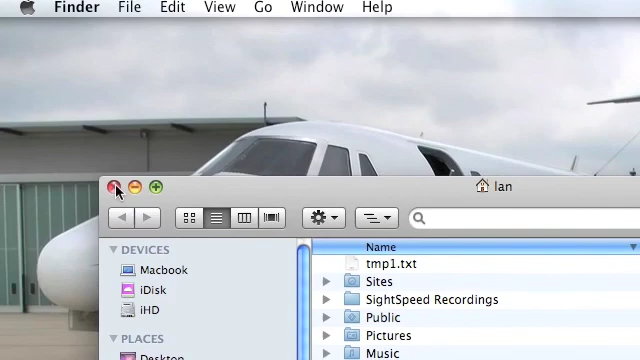 Finder File Edit View Go Window Help
Ian
Name
DEVICES
tmp1.txt
Macbook
Sites
iDisk
SightSpeed Recordings
iHD
Public
PLACES
Pictures
Desktop
Music